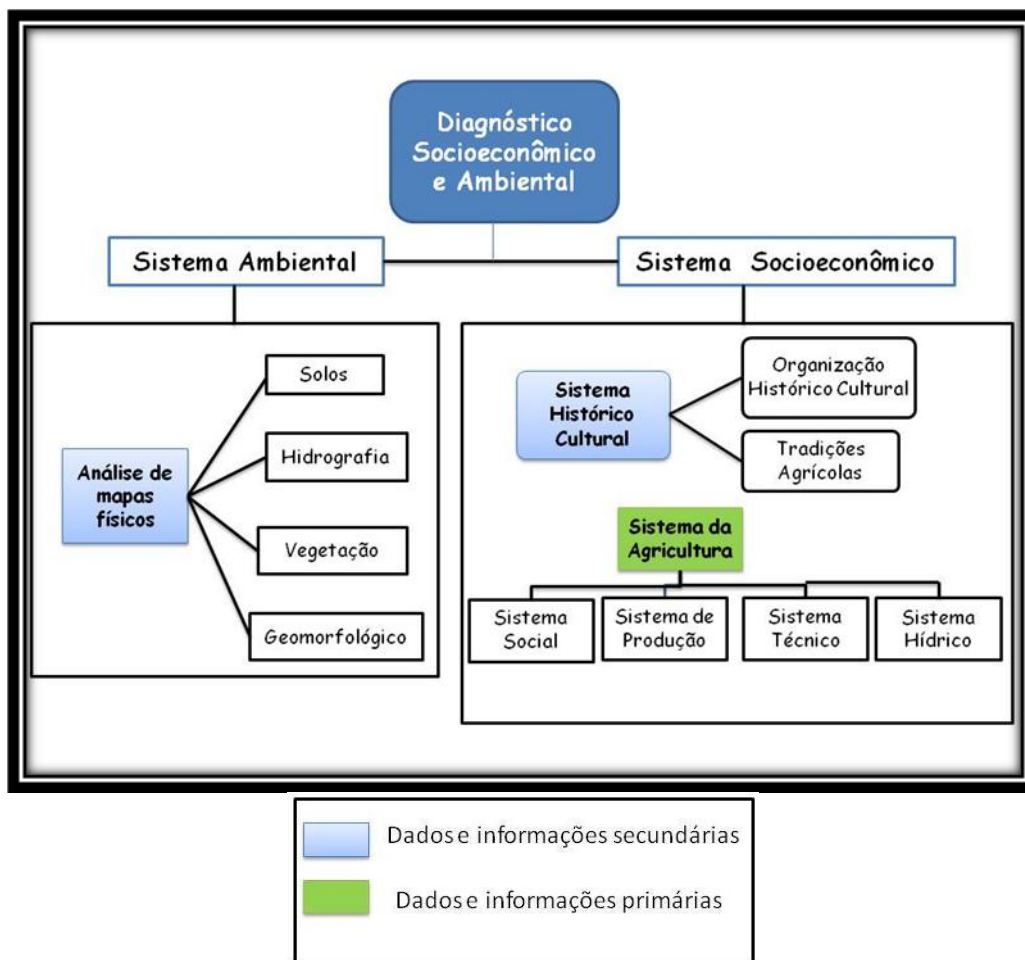 Diagnóstico
Socioeconômico
e Ambiental
Sistema Ambiental
Sistema Socioeconômico
Análise de
mapas
físicos
Solos
Hidrografia
Vegetação
Geomorfológico
Sistema
Histórico
Cultural
Organização
Histórico Cultural
Tradições
Agrícolas
Sistema da
Agricultura
Sistema
Social
Sistema de
Produção
Sistema
Técnico
Sistema
Hídrico
Dados e informações secundárias
Dados e informações primárias